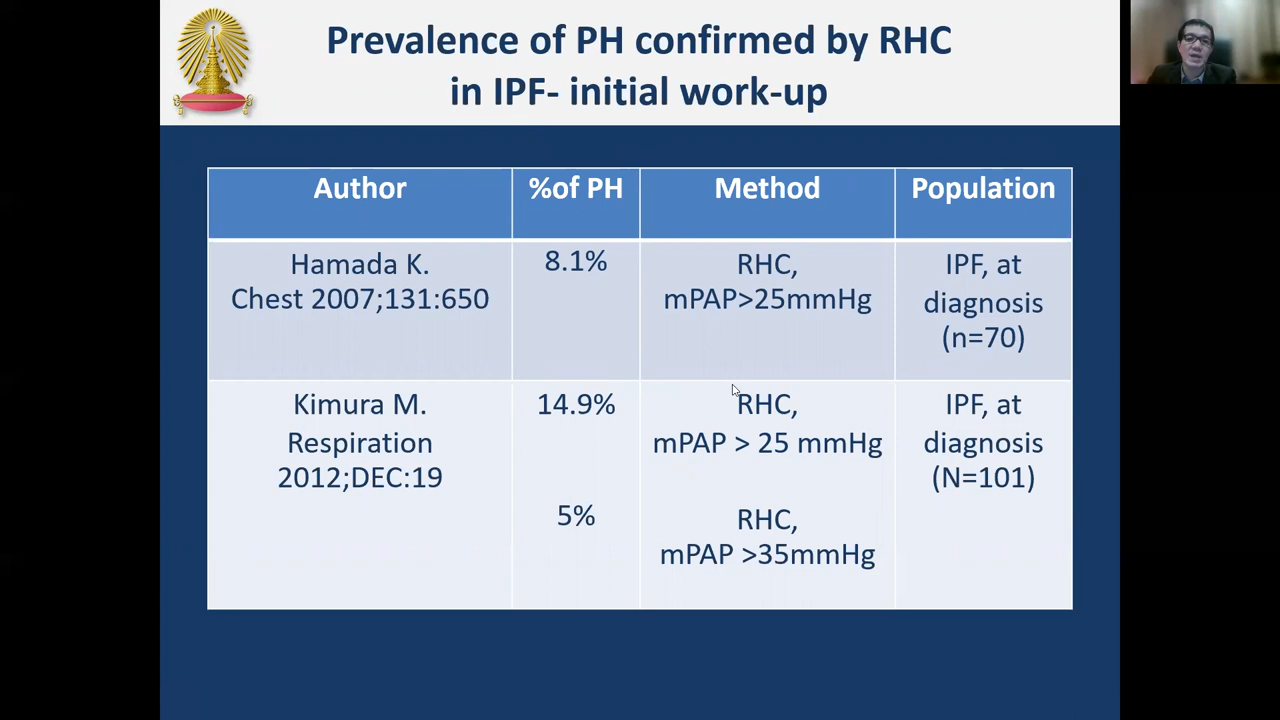 Prevalence of PH confirmed by RHC
in IPF- initial work-up
Author
%of PH
Method
Population
Hamada K.
Chest 2007;131:650
8.1%
RHC,
mPAP>25mmHg
IPF, at
diagnosis
(n=70)
Kimura M.
Respiration
2012;DEC:19
14.9%
5%
RHC,
mPAP > 25 mmHg
RHC,
mPAP >35mmHg
IPF, at
diagnosis
(N=101)